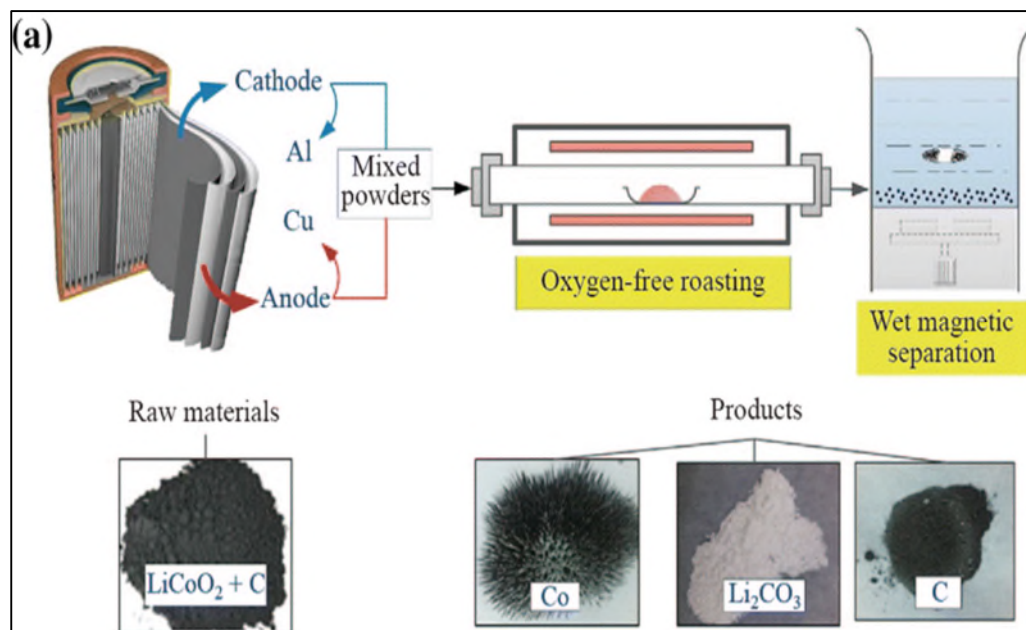 (a)
Cathode
Al
Mixed
powders
Cu
Anode
Oxygen-free roasting
Wet magnetic
separation
Raw materials
Products
LiCoO₂ + C
Co
Li₂CO₃
C